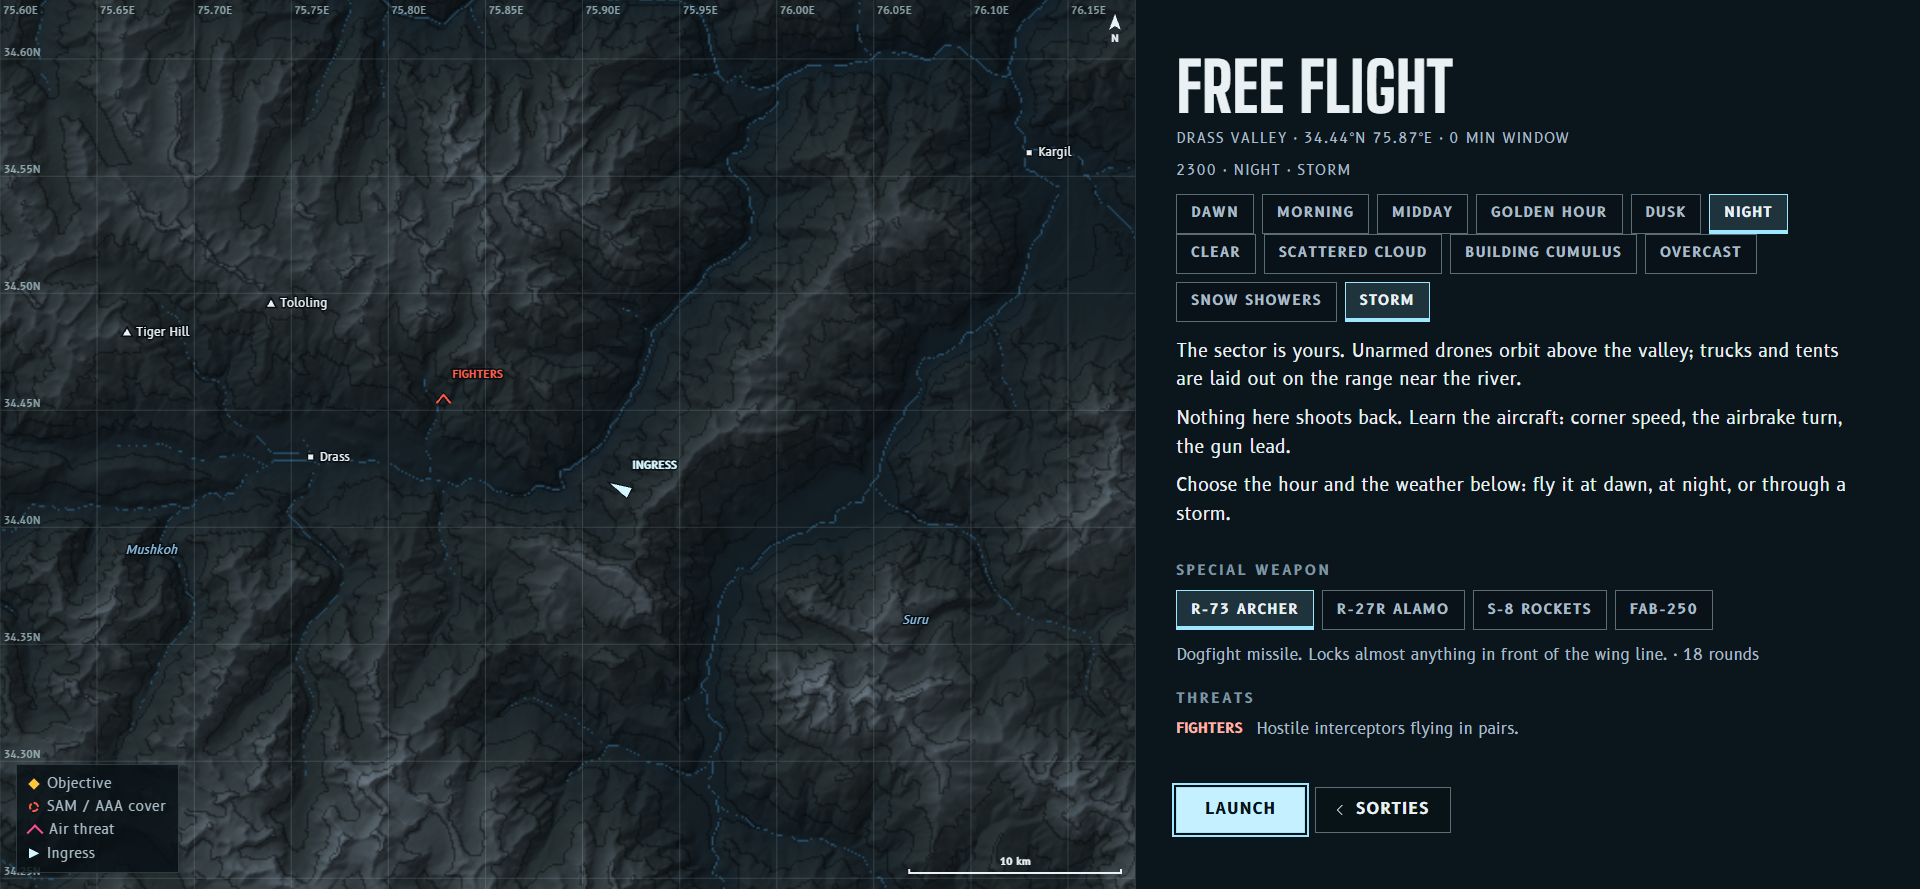 75.60E 75.65E 75.70E 75.75E 75.80E 75.85E 75.90E 75.95E 76.00E 76.05E 76.10E 76.15E
N
34.60N
Kargil
34.55N
34.50N
Tololing
Tiger Hill
FIGHTERS
34.45N
Drass
INGRESS
34.40N
Mushkoh
Suru
34.35N
34.30N
Objective
SAM / AAA cover
Air threat
Ingress
34.25N
10 km
FREE FLIGHT
DRASS VALLEY · 34.44°N 75.87°E · 0 MIN WINDOW
2300 · NIGHT · STORM
DAWN MORNING MIDDAY GOLDEN HOUR DUSK NIGHT
CLEAR SCATTERED CLOUD BUILDING CUMULUS OVERCAST
SNOW SHOWERS STORM
The sector is yours. Unarmed drones orbit above the valley; trucks and tents
are laid out on the range near the river.
Nothing here shoots back. Learn the aircraft: corner speed, the airbrake turn,
the gun lead.
Choose the hour and the weather below: fly it at dawn, at night, or through a
storm.
SPECIAL WEAPON
R-73 ARCHER R-27R ALAMO S-8 ROCKETS FAB-250
Dogfight missile. Locks almost anything in front of the wing line. · 18 rounds
THREATS
FIGHTERS Hostile interceptors flying in pairs.
LAUNCH < SORTIES